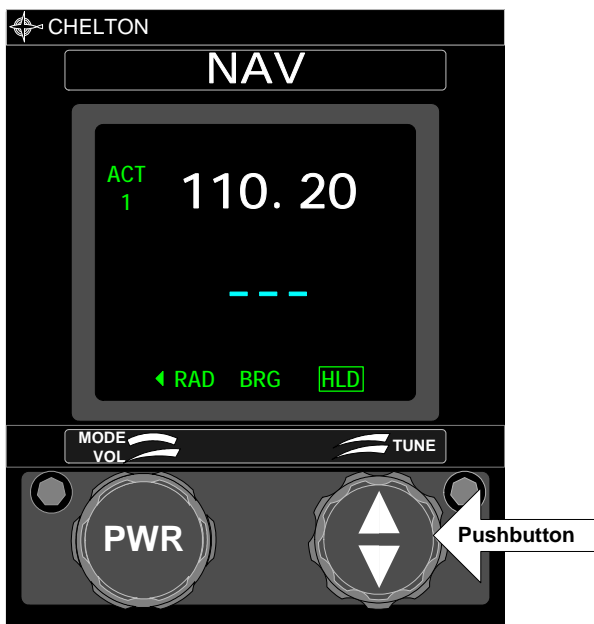 CHELTON
NAV
ACT
1
110. 20
- - -
RAD BRG HLD
MODE
VOL
TUNE
PWR
Pushbutton